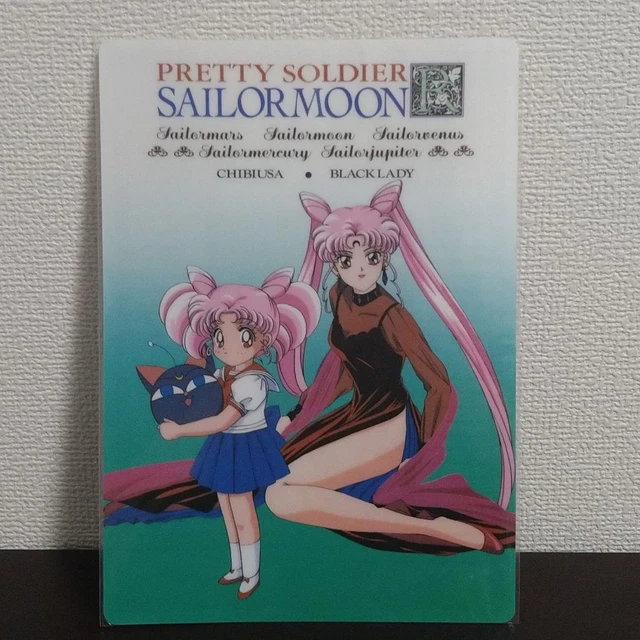 PRETTY SOLDIER
SAILORMOON R
Sailormars Sailormoon Sailorvenus
Sailormercury Sailorjupiter
CHIBIUSA • BLACK LADY